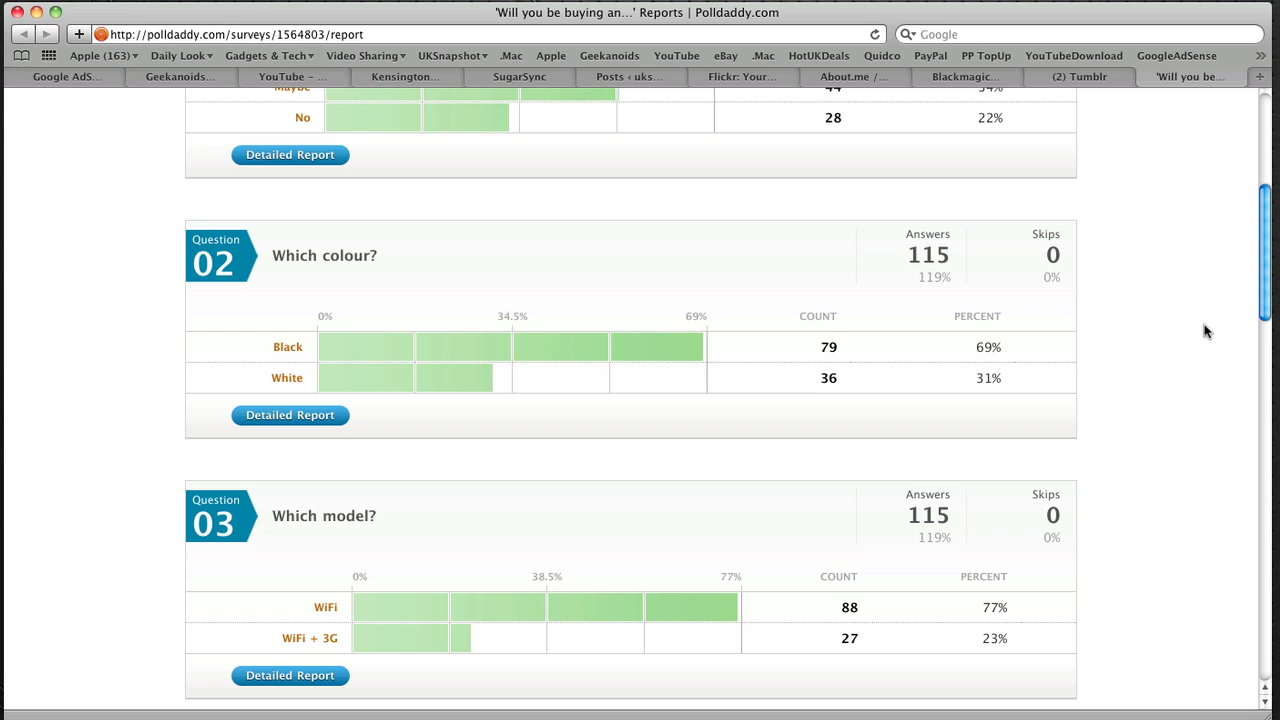 'Will you be buying an...' Reports | Polldaddy.com
http://polldaddy.com/surveys/1564803/report
Google
Apple (163) Daily Look Gadgets & Tech Video Sharing UKSnapshot .Mac Apple Geekanoids YouTube eBay .Mac HotUKDeals Quidco PayPal PP TopUp YouTubeDownload GoogleAdSense
Google AdS... Geekanoids... YouTube – ... Kensington... SugarSync Posts ‹ uks... Flickr: Your... About.me /... Blackmagic... (2) Tumblr 'Will you be...
Maybe 44 34%
No 28 22%
Detailed Report
Question 02
Which colour?
Answers 115 119%
Skips 0 0%
0% 34.5% 69% COUNT PERCENT
Black 79 69%
White 36 31%
Detailed Report
Question 03
Which model?
Answers 115 119%
Skips 0 0%
0% 38.5% 77% COUNT PERCENT
WiFi 88 77%
WiFi + 3G 27 23%
Detailed Report